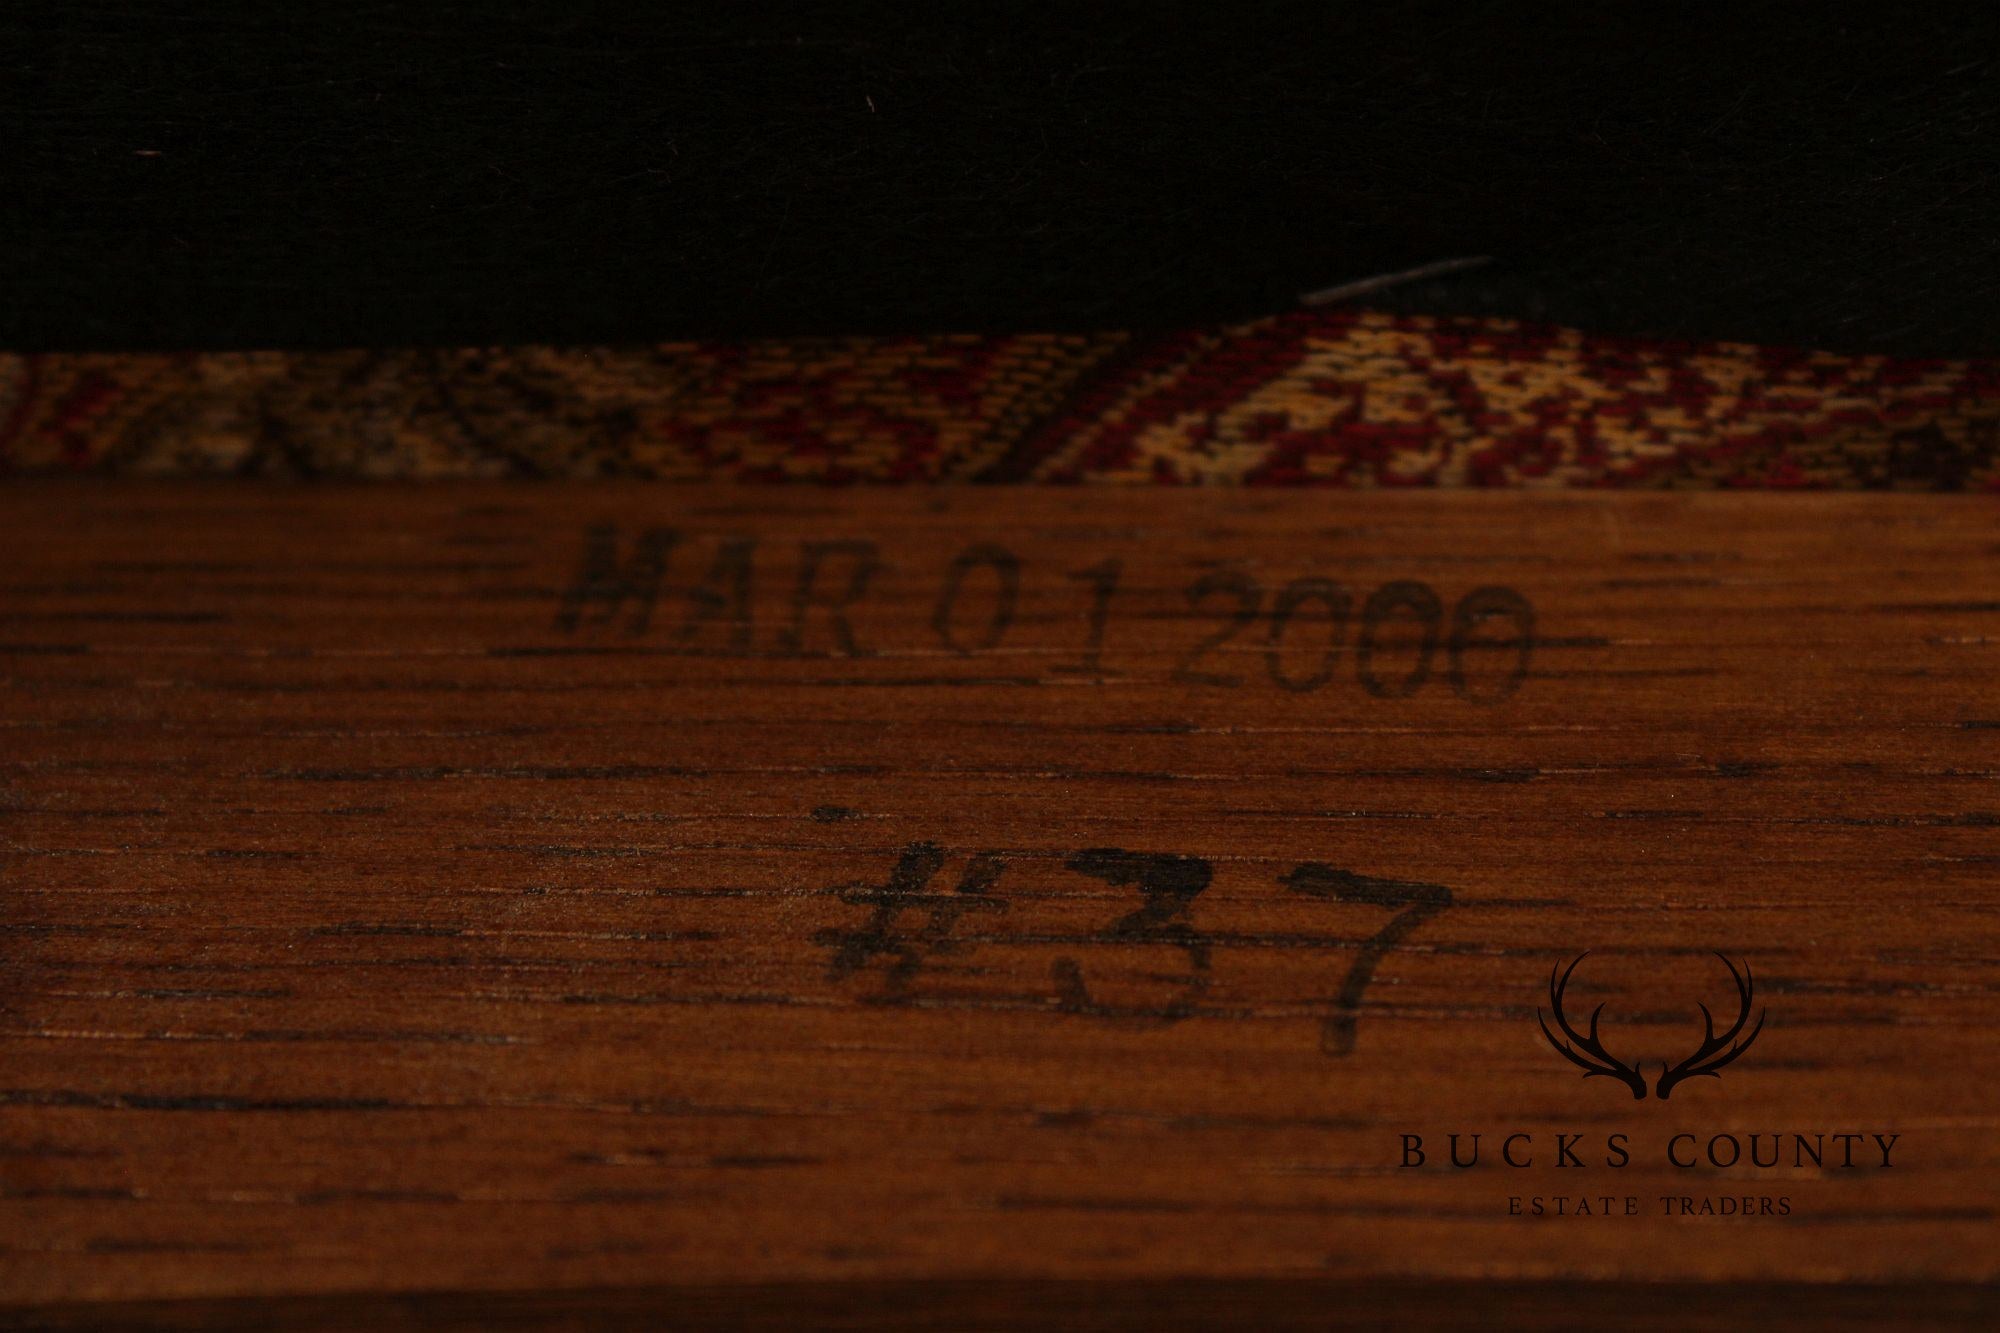 MAR 01 2000
#37
BUCKS COUNTY
ESTATE TRADERS